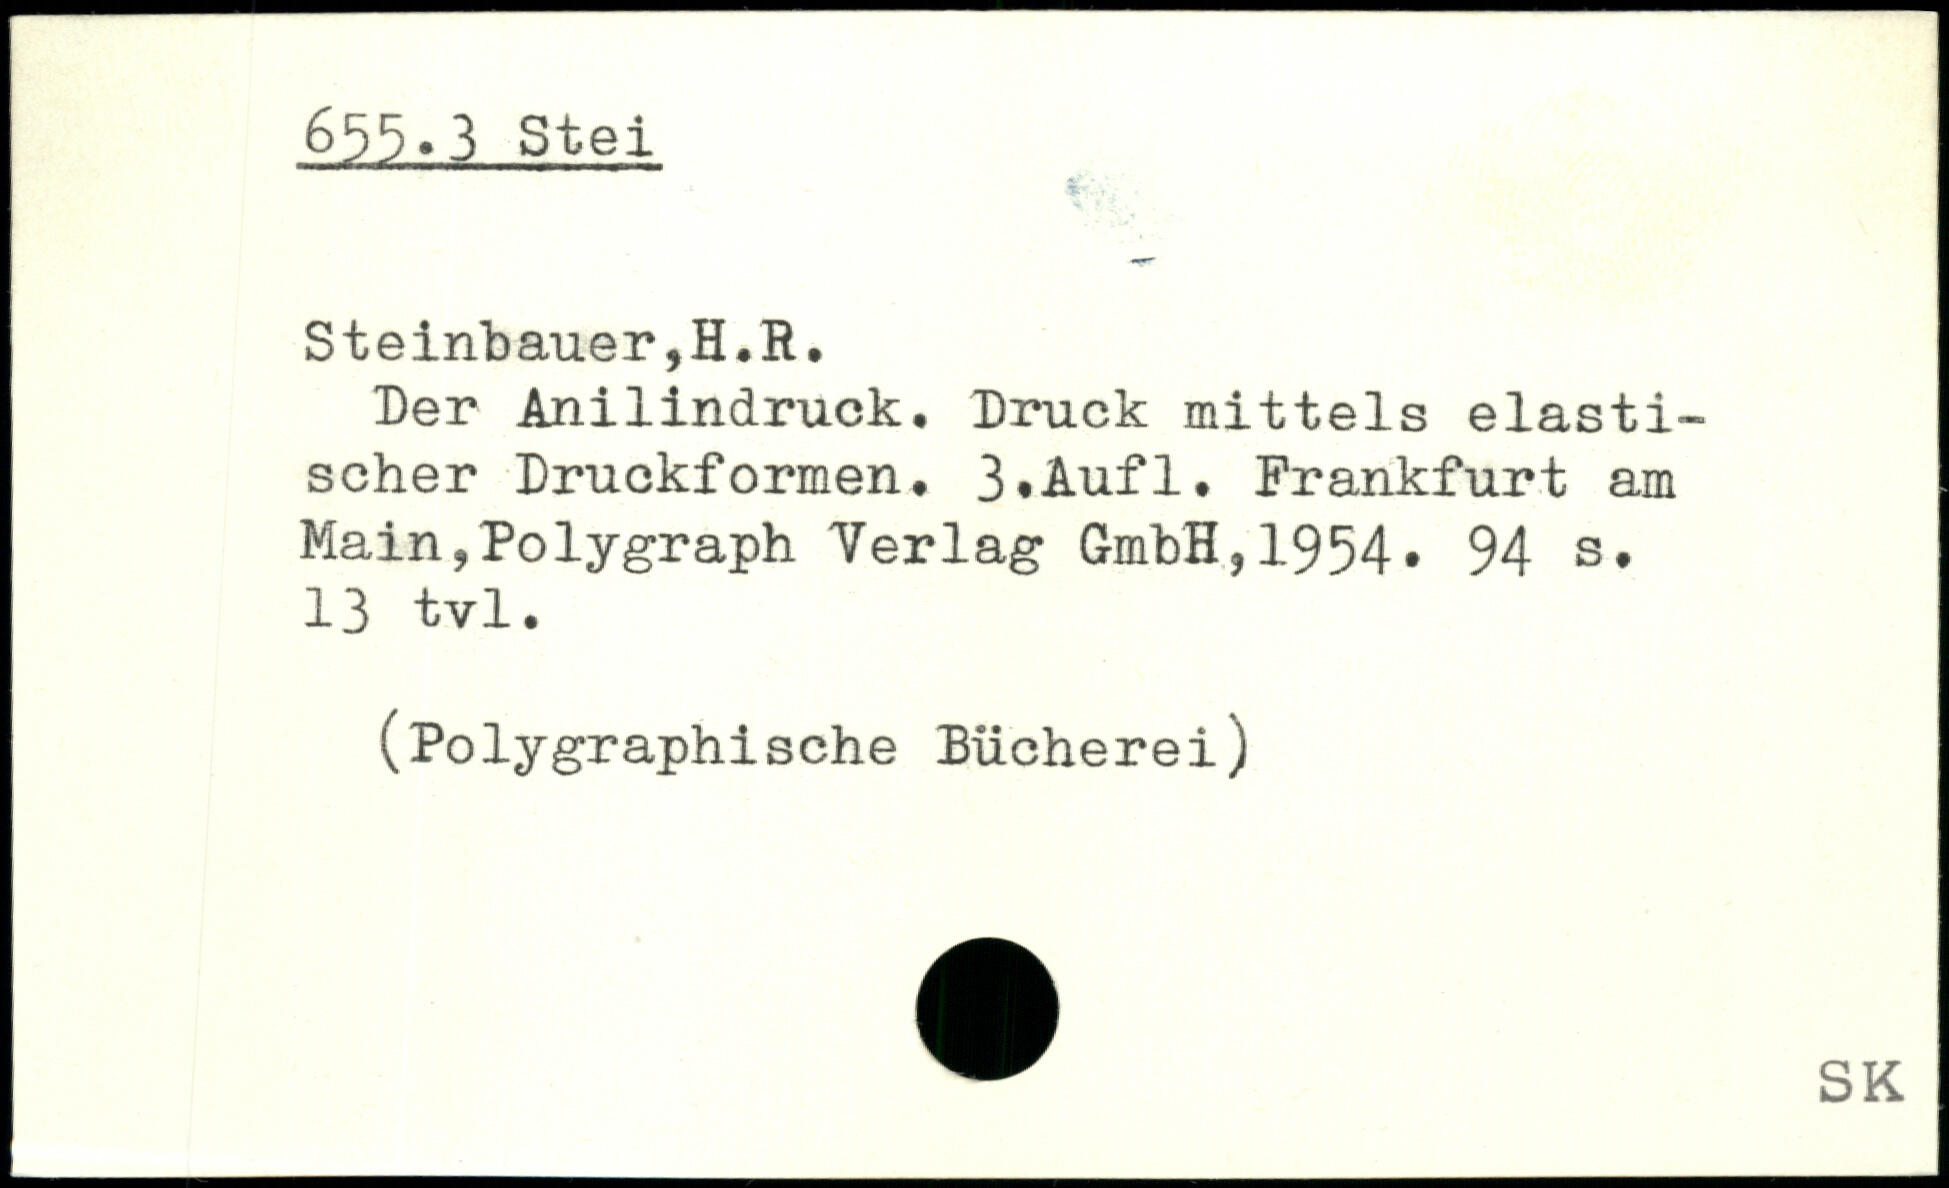 655.3 Stei
Steinbauer,H.R.
Der Anilindruck. Druck mittels elasti-
scher Druckformen. 3.Aufl. Frankfurt am
Main,Polygraph Verlag GmbH,1954. 94 s.
13 tvl.
(Polygraphische Bücherei)
SK